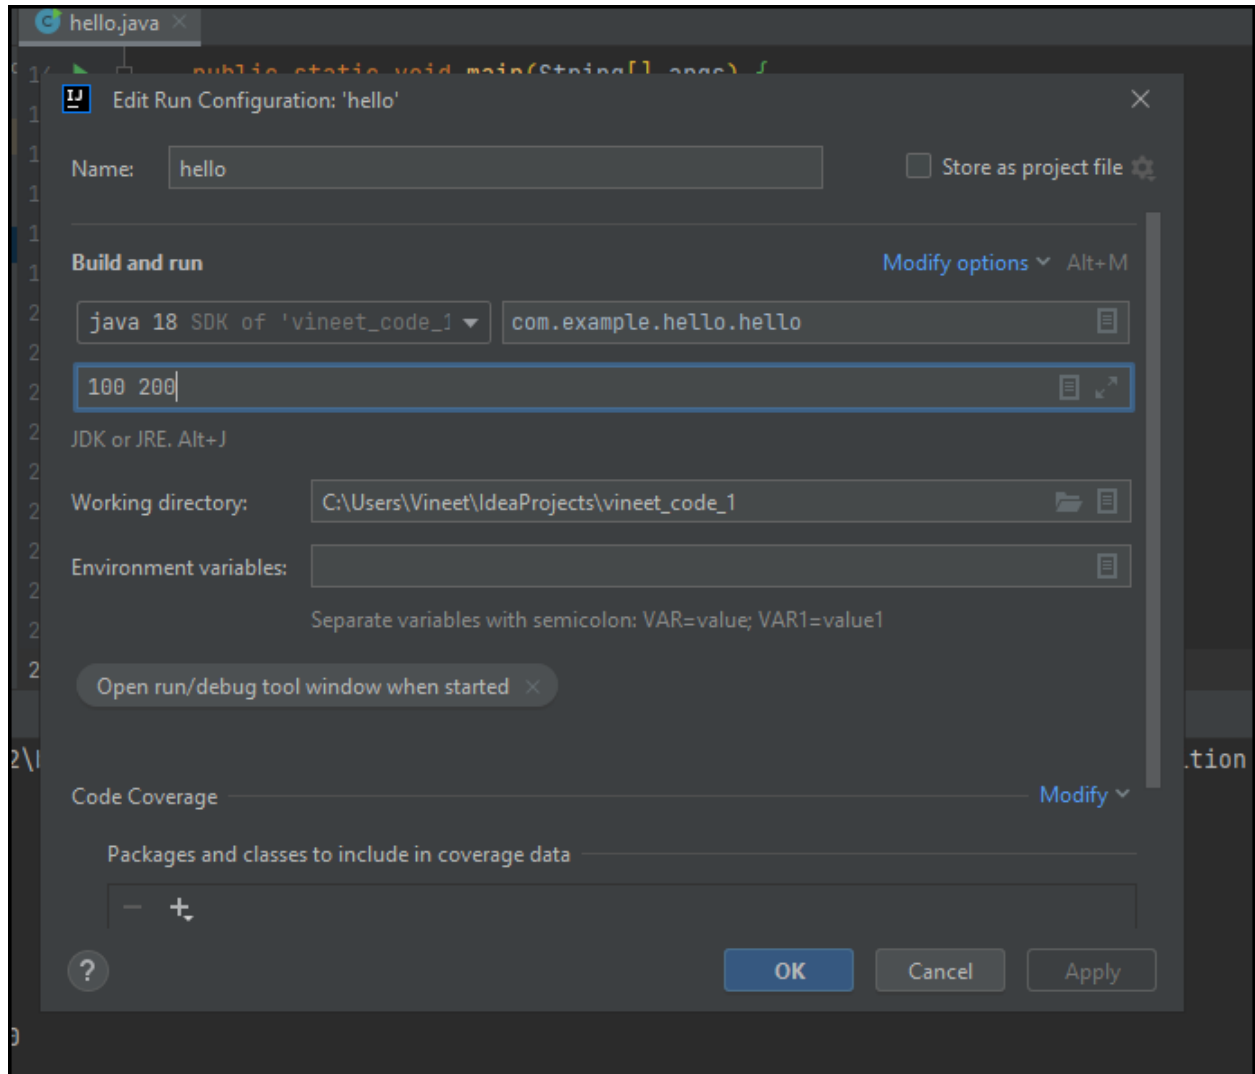 hello.java
public static void main(String[] args) {
IJ Edit Run Configuration: 'hello'
Name: hello Store as project file
Build and run Modify options Alt+M
java 18 SDK of 'vineet_code_1 com.example.hello.hello
100 200
JDK or JRE. Alt+J
Working directory: C:\Users\Vineet\IdeaProjects\vineet_code_1
Environment variables:
Separate variables with semicolon: VAR=value; VAR1=value1
Open run/debug tool window when started
Code Coverage Modify
Packages and classes to include in coverage data
? OK Cancel Apply